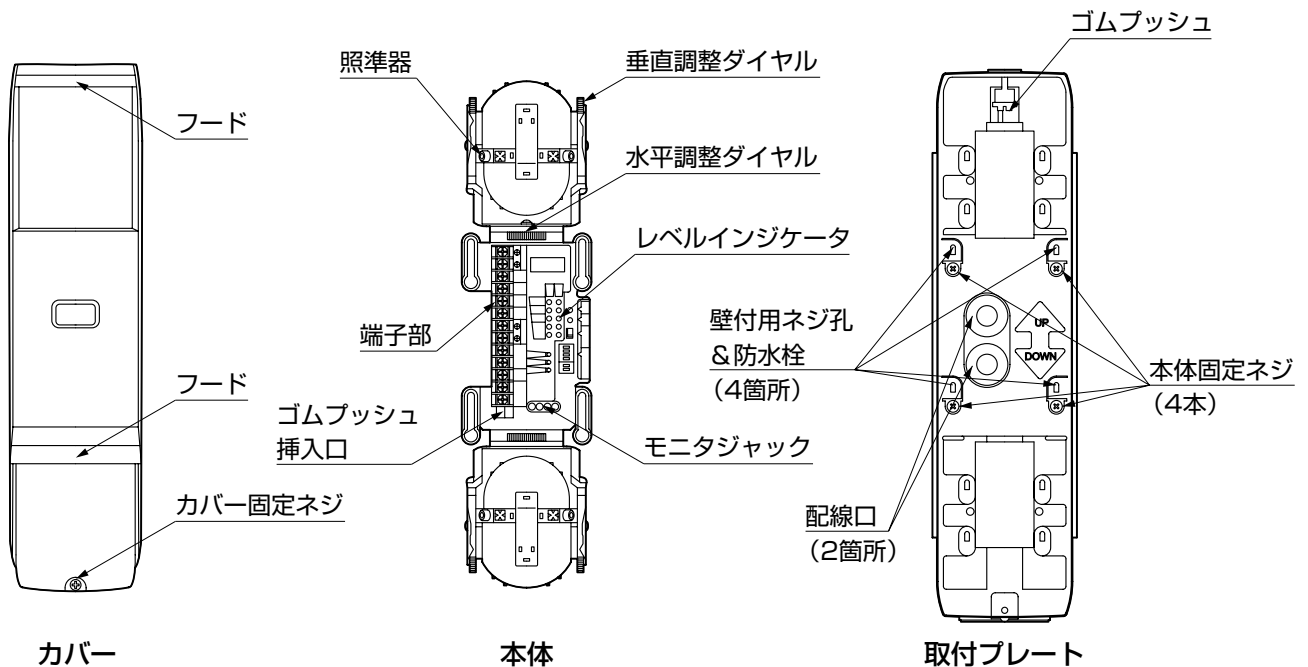 フード
フード
カバー固定ネジ
カバー
照準器
垂直調整ダイヤル
水平調整ダイヤル
レベルインジケータ
端子部
ゴムプッシュ
挿入口
モニタジャック
本体
ゴムプッシュ
壁付用ネジ孔
&防水栓
(4箇所)
UP
DOWN
本体固定ネジ
(4本)
配線口
(2箇所)
取付プレート